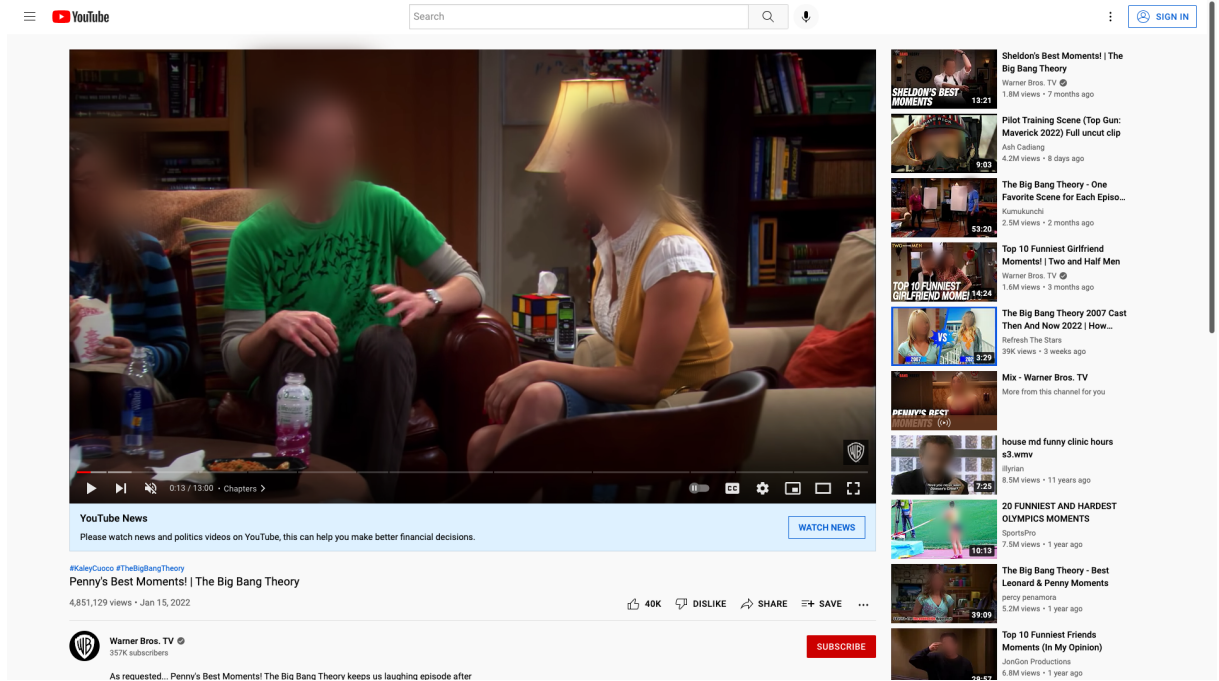 YouTube
Search
SIGN IN
0:13 / 13:00 • Chapters
CC
YouTube News
Please watch news and politics videos on YouTube, this can help you make better financial decisions.
WATCH NEWS
#KaleyCuoco #TheBigBangTheory
Penny's Best Moments! | The Big Bang Theory
4,851,129 views • Jan 15, 2022
40K
DISLIKE
SHARE
SAVE
Warner Bros. TV
357K subscribers
SUBSCRIBE
As requested... Penny's Best Moments! The Big Bang Theory keeps us laughing episode after
SHELDON'S BEST
MOMENTS
13:21
Sheldon's Best Moments! | The
Big Bang Theory
Warner Bros. TV
1.8M views • 7 months ago
MAVERICK
9:03
Pilot Training Scene (Top Gun:
Maverick 2022) Full uncut clip
Ash Cadiang
4.2M views • 8 days ago
53:20
The Big Bang Theory - One
Favorite Scene for Each Episo...
Kumukunchi
2.5M views • 2 months ago
TOP 10 FUNNIEST
GIRLFRIEND MOME
14:24
Top 10 Funniest Girlfriend
Moments! | Two and Half Men
Warner Bros. TV
1.6M views • 3 months ago
VS
2007
3:29
The Big Bang Theory 2007 Cast
Then And Now 2022 | How...
Refresh The Stars
39K views • 3 weeks ago
PENNY'S BEST
MOMENTS
Mix - Warner Bros. TV
More from this channel for you
7:25
house md funny clinic hours
s3.wmv
illyrian
8.5M views • 11 years ago
10:13
20 FUNNIEST AND HARDEST
OLYMPICS MOMENTS
SportsPro
7.5M views • 1 year ago
39:09
The Big Bang Theory - Best
Leonard & Penny Moments
percy penamora
5.2M views • 1 year ago
39:57
Top 10 Funniest Friends
Moments (In My Opinion)
JonGon Productions
6.8M views • 1 year ago